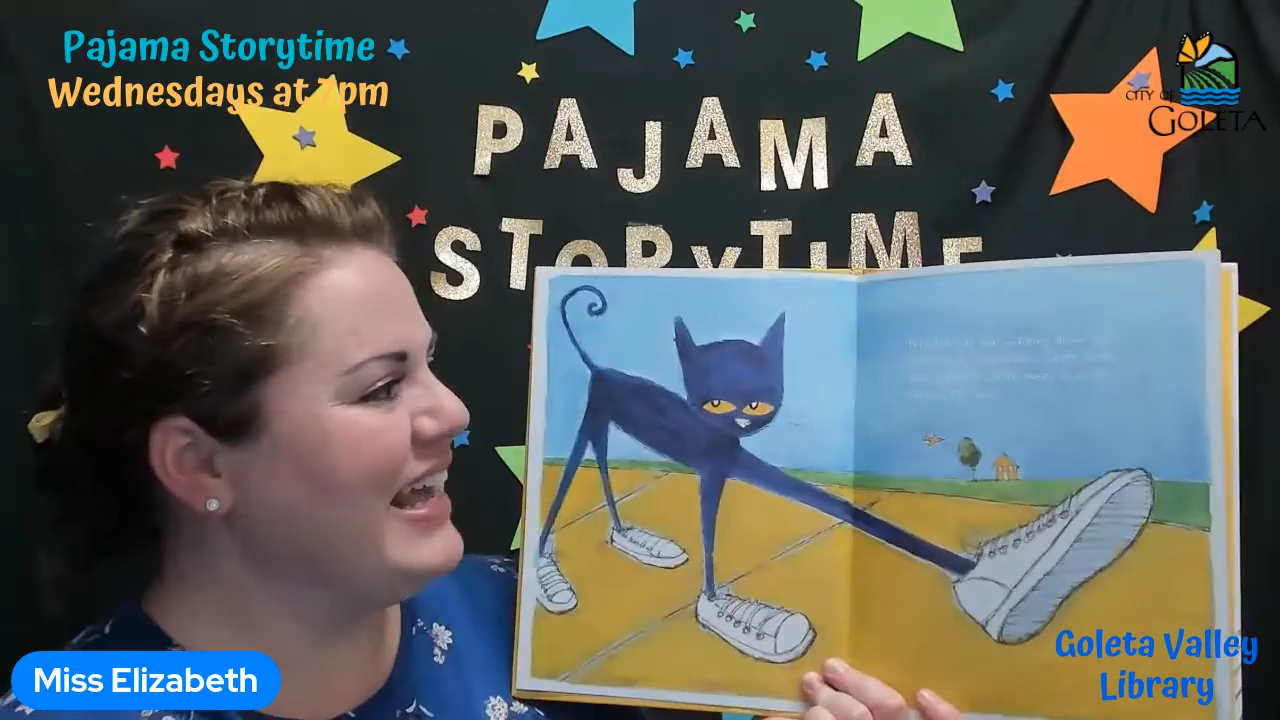 Pajama Storytime
Wednesdays at 7pm
CITY OF
GOLETA
PAJAMA
STORYTIME
Miss Elizabeth
Goleta Valley
Library